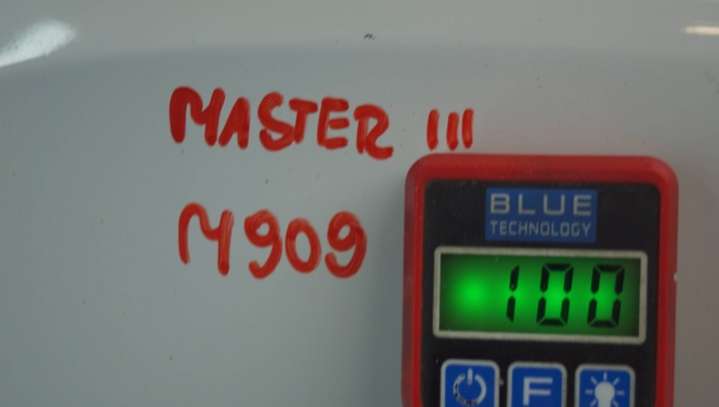 MASTER III
M909
BLUE
TECHNOLOGY
100
F